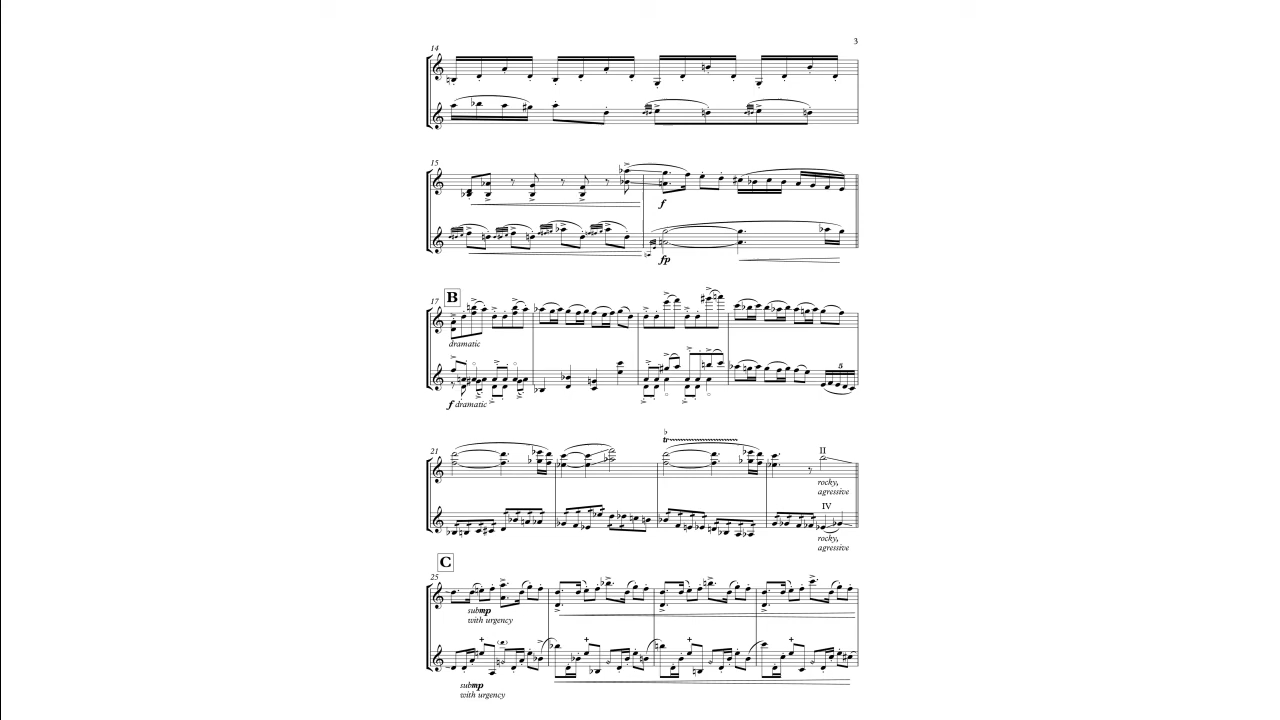 3
14
15
f
fp
17
B
dramatic
f dramatic
5
21
tr
II
rocky,
agressive
IV
rocky,
agressive
C
25
submp
with urgency
submp
with urgency